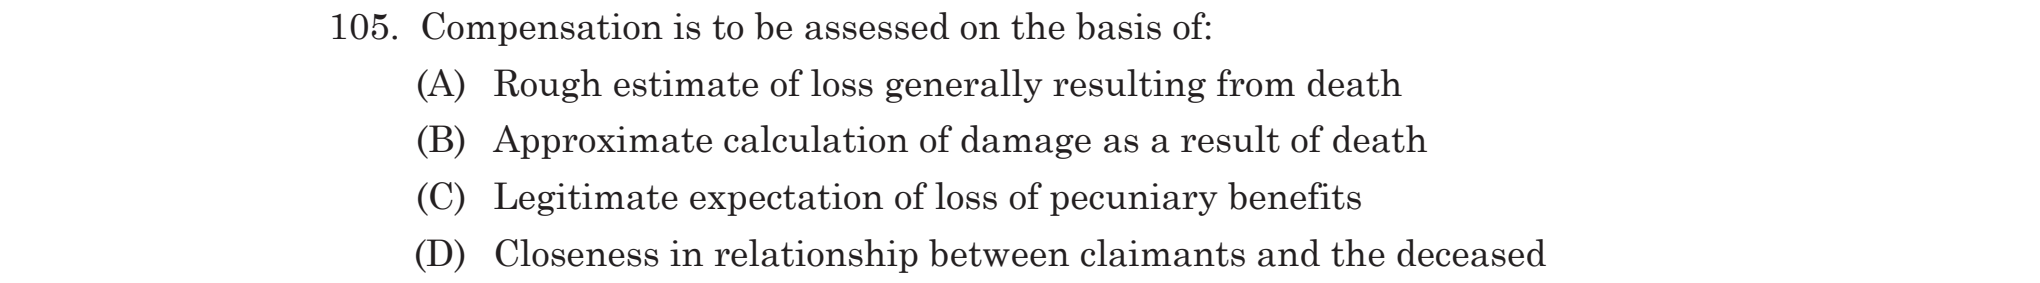 105. Compensation is to be assessed on the basis of:
(A) Rough estimate of loss generally resulting from death
(B) Approximate calculation of damage as a result of death
(C) Legitimate expectation of loss of pecuniary benefits
(D) Closeness in relationship between claimants and the deceased